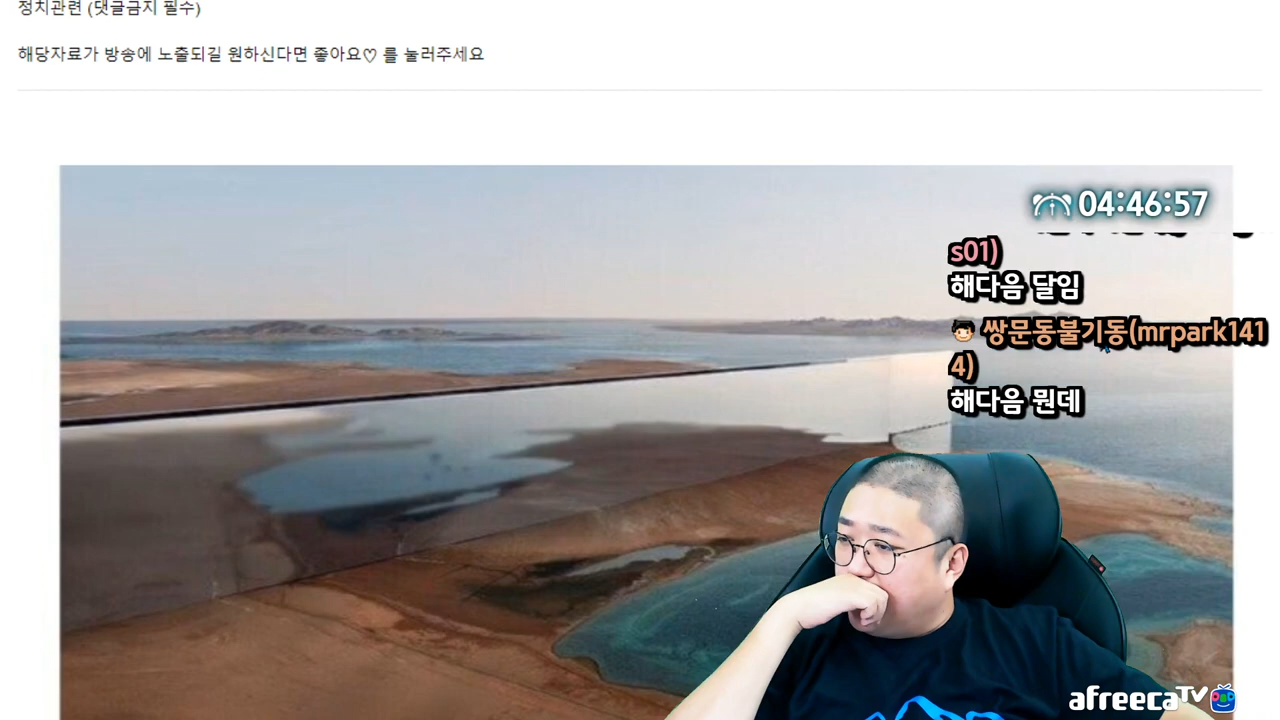 정치관련 (댓글금지 필수)
해당자료가 방송에 노출되길 원하신다면 좋아요♡ 를 눌러주세요
04:46:57
s01)
해다음 달임
쌍문동불기동(mrpark141
4)
해다음 뭔데
afreecaTV